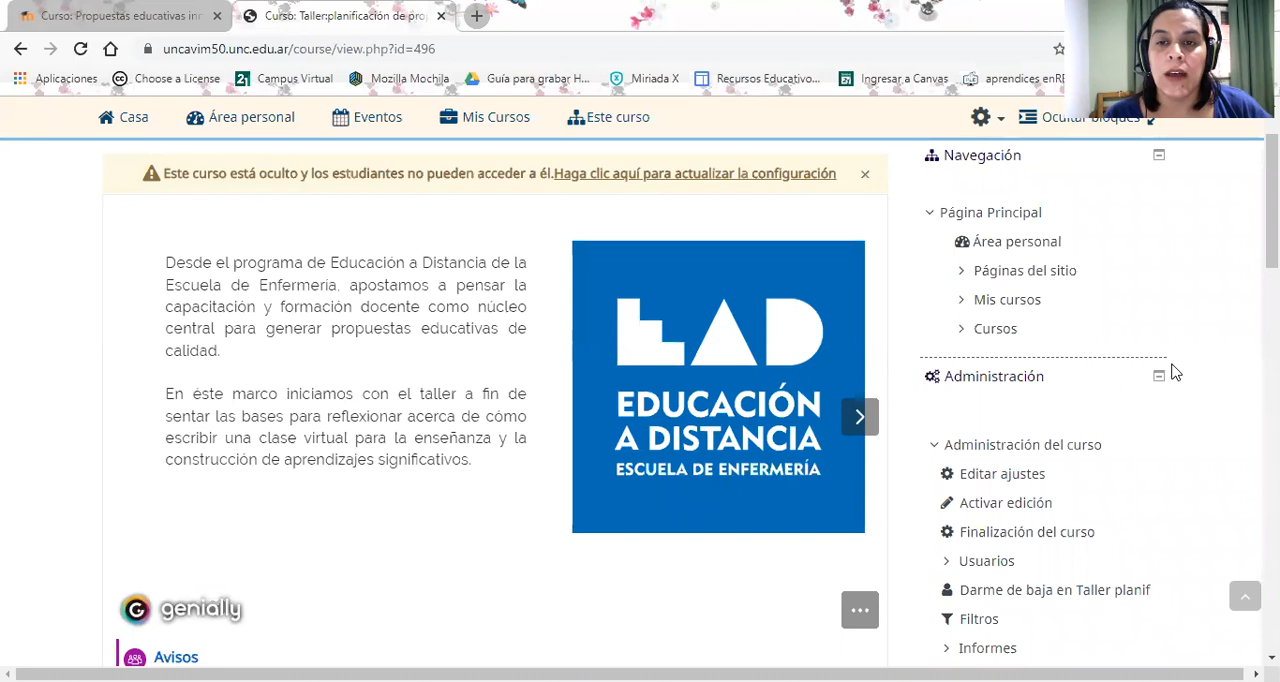 Curso: Propuestas educativas inn
Curso: Taller:planificación de pro
uncavim50.unc.edu.ar/course/view.php?id=496
Aplicaciones
Choose a License
Campus Virtual
Mozilla Mochila
Guía para grabar H...
Miriada X
Recursos Educativo...
Ingresar a Canvas
aprendices enRE
Casa
Área personal
Eventos
Mis Cursos
Este curso
Ocultar bloques
Este curso está oculto y los estudiantes no pueden acceder a él.Haga clic aquí para actualizar la configuración
Desde el programa de Educación a Distancia de la
Escuela de Enfermería, apostamos a pensar la
capacitación y formación docente como núcleo
central para generar propuestas educativas de
calidad.
En éste marco iniciamos con el taller a fin de
sentar las bases para reflexionar acerca de cómo
escribir una clase virtual para la enseñanza y la
construcción de aprendizajes significativos.
EAD
EDUCACIÓN
A DISTANCIA
ESCUELA DE ENFERMERÍA
genially
Avisos
Navegación
Página Principal
Área personal
Páginas del sitio
Mis cursos
Cursos
Administración
Administración del curso
Editar ajustes
Activar edición
Finalización del curso
Usuarios
Darme de baja en Taller planif
Filtros
Informes